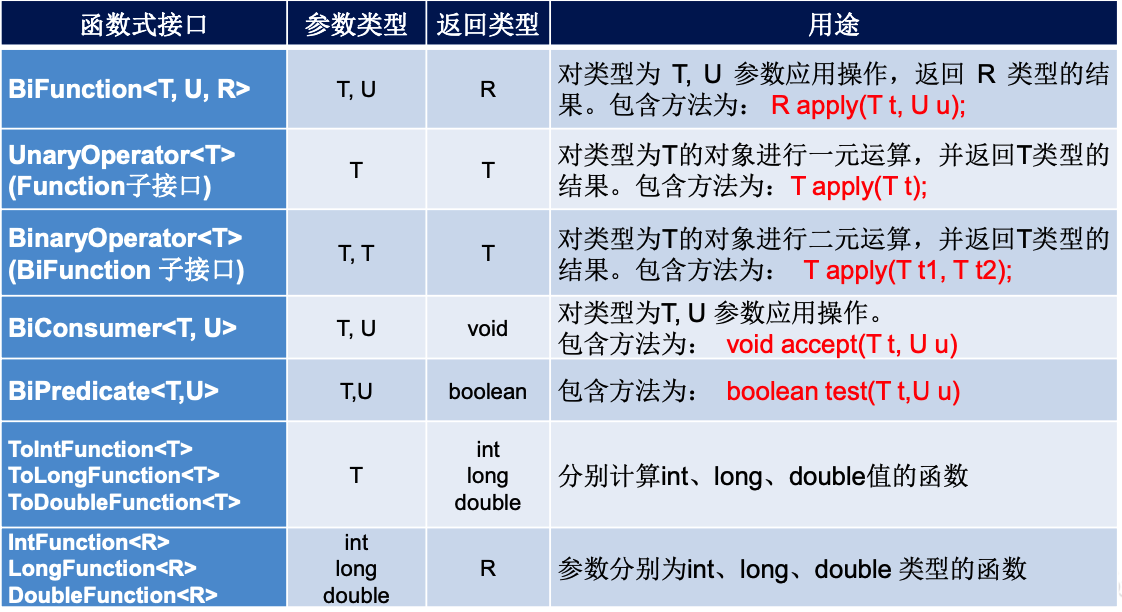 函数式接口 参数类型 返回类型 用途
BiFunction<T, U, R> T, U R 对类型为 T, U 参数应用操作，返回 R 类型的结
果。包含方法为： R apply(T t, U u);
UnaryOperator<T>
(Function子接口) T T 对类型为T的对象进行一元运算，并返回T类型的
结果。包含方法为：T apply(T t);
BinaryOperator<T>
(BiFunction 子接口) T, T T 对类型为T的对象进行二元运算，并返回T类型的
结果。包含方法为： T apply(T t1, T t2);
BiConsumer<T, U> T, U void 对类型为T, U 参数应用操作。
包含方法为： void accept(T t, U u)
BiPredicate<T,U> T,U boolean 包含方法为： boolean test(T t,U u)
ToIntFunction<T>
ToLongFunction<T>
ToDoubleFunction<T>
T
int
long
double
分别计算int、long、double值的函数
IntFunction<R>
LongFunction<R>
DoubleFunction<R>
int
long
double
R
参数分别为int、long、double 类型的函数